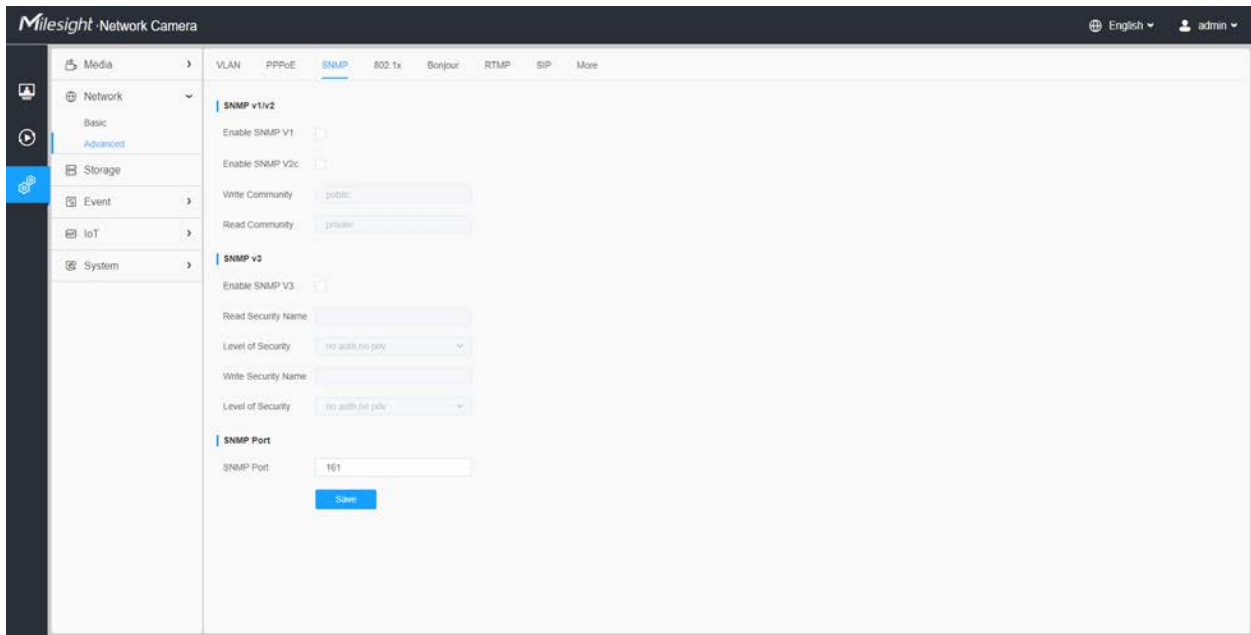 Milesight ·Network Camera
English
admin
Media
Network
Basic
Advanced
Storage
Event
IoT
System
VLAN PPPoE SNMP 802.1x Bonjour RTMP SIP More
SNMP v1/v2
Enable SNMP V1
Enable SNMP V2c
Write Community public
Read Community private
SNMP v3
Enable SNMP V3
Read Security Name
Level of Security no auth,no priv
Write Security Name
Level of Security no auth,no priv
SNMP Port
SNMP Port 161
Save